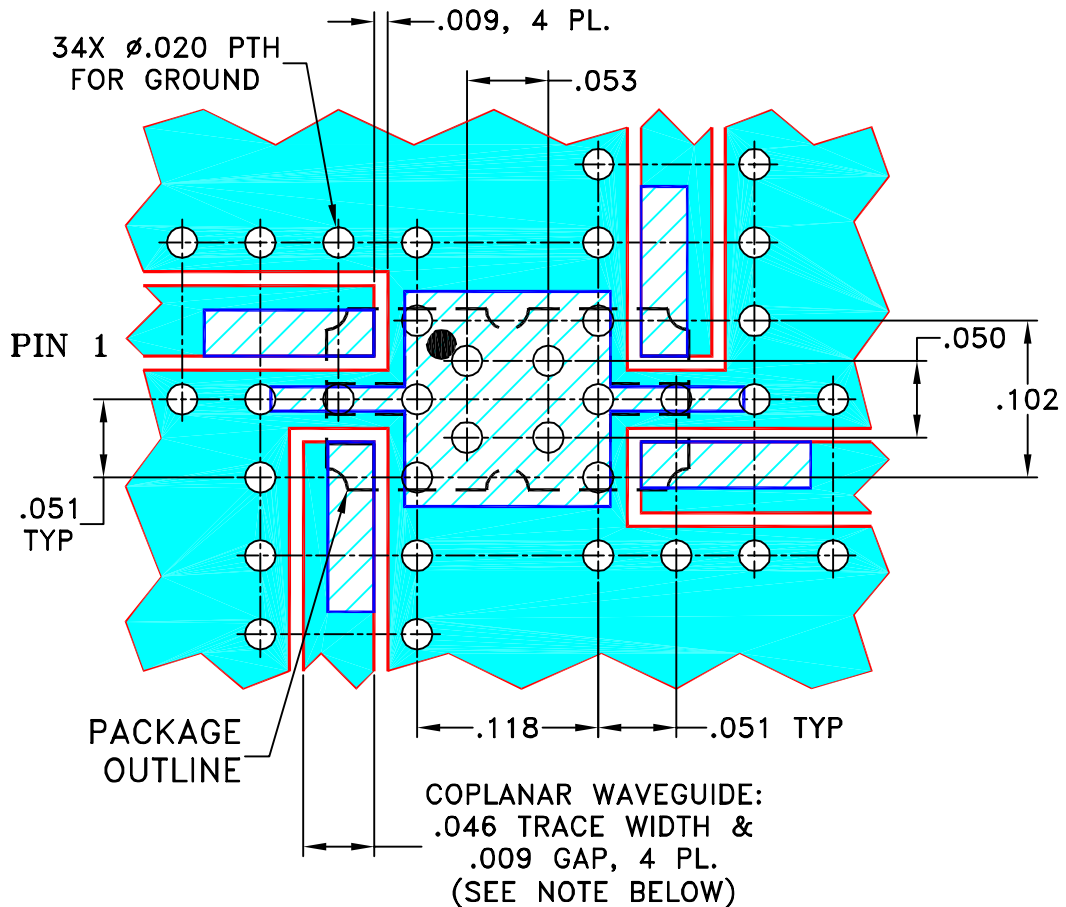 .009, 4 PL.
34X ø.020 PTH
FOR GROUND
.053
PIN 1
.050
.102
.051
TYP
PACKAGE
OUTLINE
.118
.051 TYP
COPLANAR WAVEGUIDE:
.046 TRACE WIDTH &
.009 GAP, 4 PL.
(SEE NOTE BELOW)